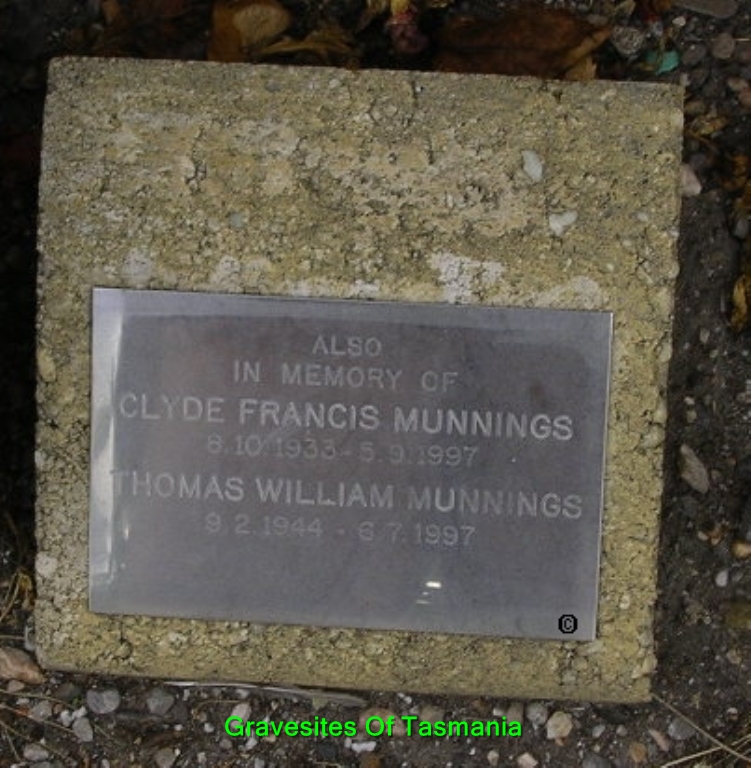 ALSO
IN MEMORY OF
CLYDE FRANCIS MUNNINGS
8.10.1933 - 5.9.1997
THOMAS WILLIAM MUNNINGS
9.2.1944 - 6.7.1997
©
Gravesites Of Tasmania